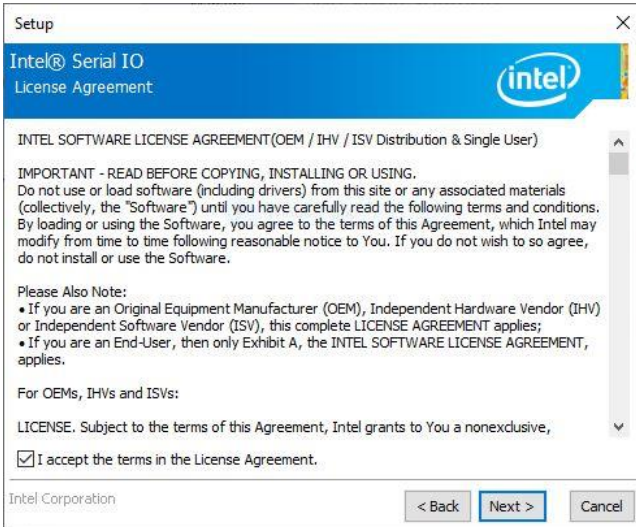 Setup
Intel® Serial IO
License Agreement
intel
INTEL SOFTWARE LICENSE AGREEMENT(OEM / IHV / ISV Distribution & Single User)
IMPORTANT - READ BEFORE COPYING, INSTALLING OR USING.
Do not use or load software (including drivers) from this site or any associated materials
(collectively, the "Software") until you have carefully read the following terms and conditions.
By loading or using the Software, you agree to the terms of this Agreement, which Intel may
modify from time to time following reasonable notice to You. If you do not wish to so agree,
do not install or use the Software.
Please Also Note:
• If you are an Original Equipment Manufacturer (OEM), Independent Hardware Vendor (IHV)
or Independent Software Vendor (ISV), this complete LICENSE AGREEMENT applies;
• If you are an End-User, then only Exhibit A, the INTEL SOFTWARE LICENSE AGREEMENT,
applies.
For OEMs, IHVs and ISVs:
LICENSE. Subject to the terms of this Agreement, Intel grants to You a nonexclusive,
I accept the terms in the License Agreement.
Intel Corporation
< Back Next > Cancel